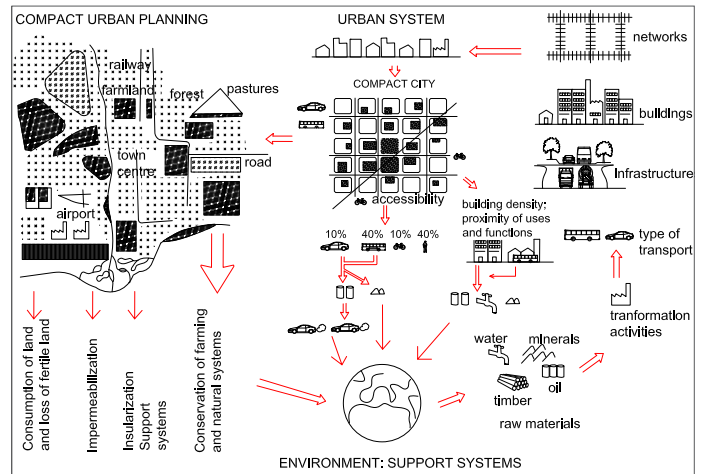 COMPACT URBAN PLANNING
railway
farmland
forest
pastures
town
centre
road
airport
Consumption of land
and loss of fertile land
Impermeabilization
Insularization
Support
systems
Conservation of farming
and natural systems
URBAN SYSTEM
COMPACT CITY
accessibility
10% 40% 10% 40%
building density:
proximity of uses
and functions
networks
buildings
Infrastructure
type of
transport
tranformation
activities
water
minerals
oil
timber
raw materials
ENVIRONMENT: SUPPORT SYSTEMS